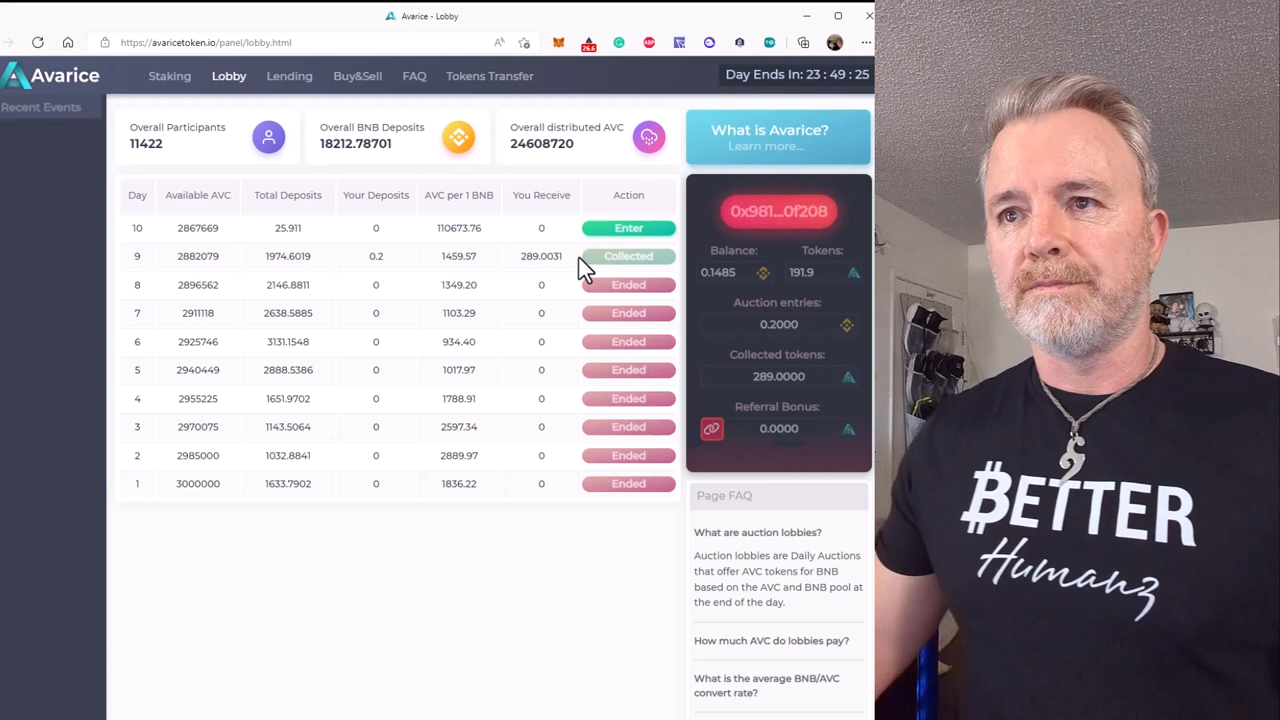 Avarice - Lobby
https://avaricetoken.io/panel/lobby.html
26.6
ABP
Avarice
Staking
Lobby
Lending
Buy&Sell
FAQ
Tokens Transfer
Day Ends In: 23 : 49 : 25
Recent Events
Overall Participants
11422
Overall BNB Deposits
18212.78701
Overall distributed AVC
24608720
What is Avarice?
Learn more...
Day Available AVC Total Deposits Your Deposits AVC per 1 BNB You Receive Action
10 2867669 25.911 0 110673.76 0 Enter
9 2882079 1974.6019 0.2 1459.57 289.0031 Collected
8 2896562 2146.8811 0 1349.20 0 Ended
7 2911118 2638.5885 0 1103.29 0 Ended
6 2925746 3131.1548 0 934.40 0 Ended
5 2940449 2888.5386 0 1017.97 0 Ended
4 2955225 1651.9702 0 1788.91 0 Ended
3 2970075 1143.5064 0 2597.34 0 Ended
2 2985000 1032.8841 0 2889.97 0 Ended
1 3000000 1633.7902 0 1836.22 0 Ended
0x981...0f208
Balance: Tokens:
0.1485 191.9
Auction entries:
0.2000
Collected tokens:
289.0000
Referral Bonus:
0.0000
Page FAQ
What are auction lobbies?
Auction lobbies are Daily Auctions
that offer AVC tokens for BNB
based on the AVC and BNB pool at
the end of the day.
How much AVC do lobbies pay?
What is the average BNB/AVC
convert rate?
₿ETTER
Humanz